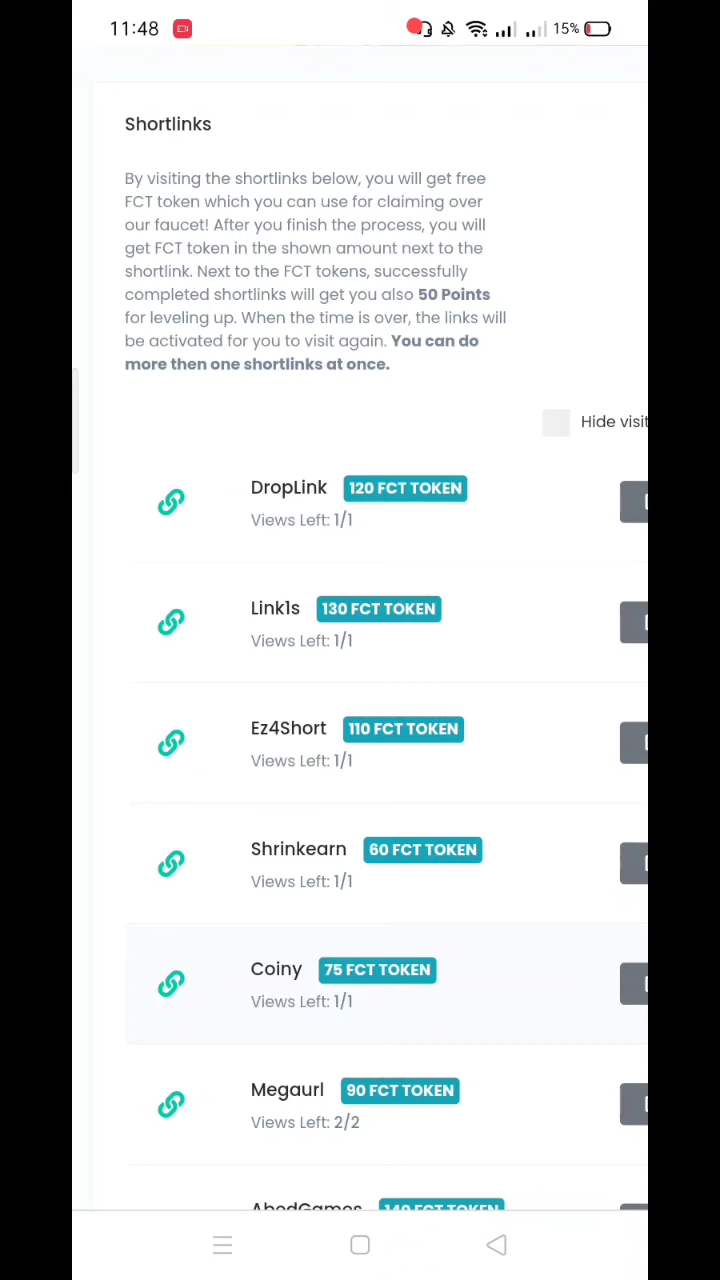 11:48 15%
Shortlinks
By visiting the shortlinks below, you will get free
FCT token which you can use for claiming over
our faucet! After you finish the process, you will
get FCT token in the shown amount next to the
shortlink. Next to the FCT tokens, successfully
completed shortlinks will get you also 50 Points
for leveling up. When the time is over, the links will
be activated for you to visit again. You can do
more then one shortlinks at once.
Hide visit
DropLink 120 FCT TOKEN
Views Left: 1/1
Link1s 130 FCT TOKEN
Views Left: 1/1
Ez4Short 110 FCT TOKEN
Views Left: 1/1
Shrinkearn 60 FCT TOKEN
Views Left: 1/1
Coiny 75 FCT TOKEN
Views Left: 1/1
Megaurl 90 FCT TOKEN
Views Left: 2/2
AbedGames 140 FCT TOKEN